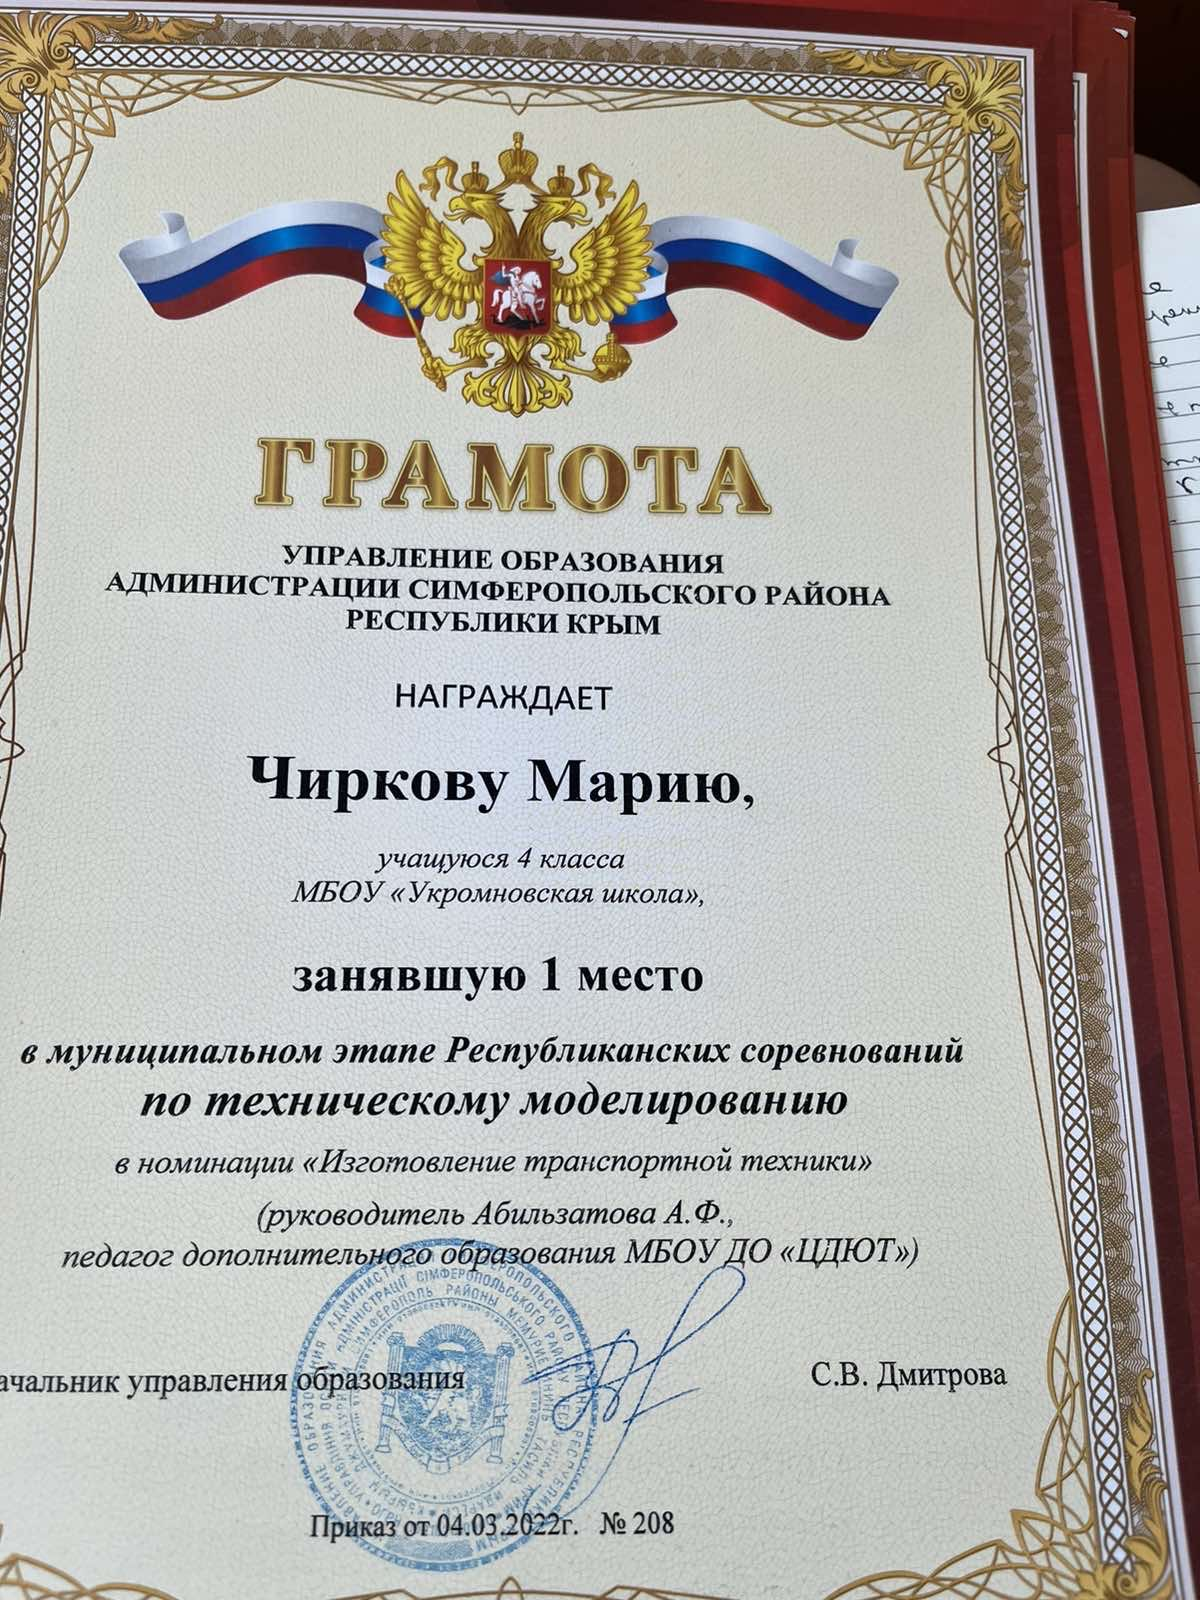 ГРАМОТА
УПРАВЛЕНИЕ ОБРАЗОВАНИЯ
АДМИНИСТРАЦИИ СИМФЕРОПОЛЬСКОГО РАЙОНА
РЕСПУБЛИКИ КРЫМ
НАГРАЖДАЕТ
Чиркову Марию,
учащуюся 4 класса
МБОУ «Укромновская школа»,
занявшую 1 место
в муниципальном этапе Республиканских соревнований
по техническому моделированию
в номинации «Изготовление транспортной техники»
(руководитель Абильзатова А.Ф.,
педагог дополнительного образования МБОУ ДО «ЦДЮТ»)
ачальник управления образования С.В. Дмитрова
Приказ от 04.03.2022г. № 208